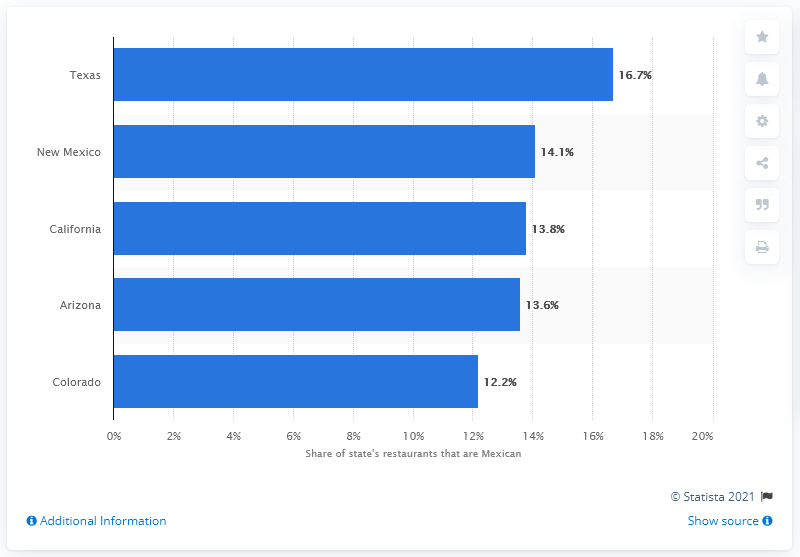 Texas 16.7%
New Mexico 14.1%
California 13.8%
Arizona 13.6%
Colorado 12.2%
0% 2% 4% 6% 8% 10% 12% 14% 16% 18% 20%
Share of state's restaurants that are Mexican
© Statista 2021
Additional Information Show source